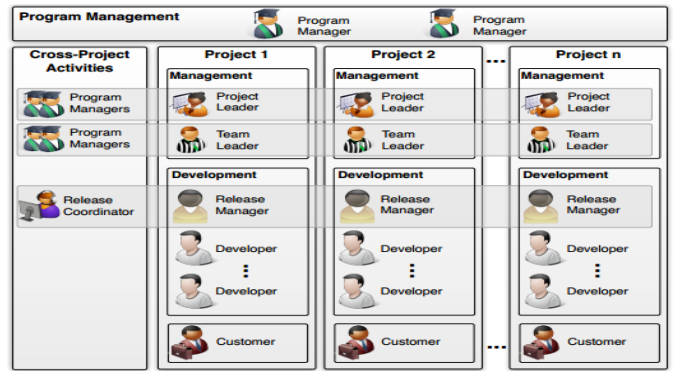 Program Management
Program
Manager
Program
Manager
Cross-Project
Activities
Program
Managers
Program
Managers
Release
Coordinator
Project 1
Management
Project
Leader
Team
Leader
Development
Release
Manager
Developer
Developer
Customer
Project 2
Management
Project
Leader
Team
Leader
Development
Release
Manager
Developer
Developer
Customer
...
...
Project n
Management
Project
Leader
Team
Leader
Development
Release
Manager
Developer
Developer
Customer